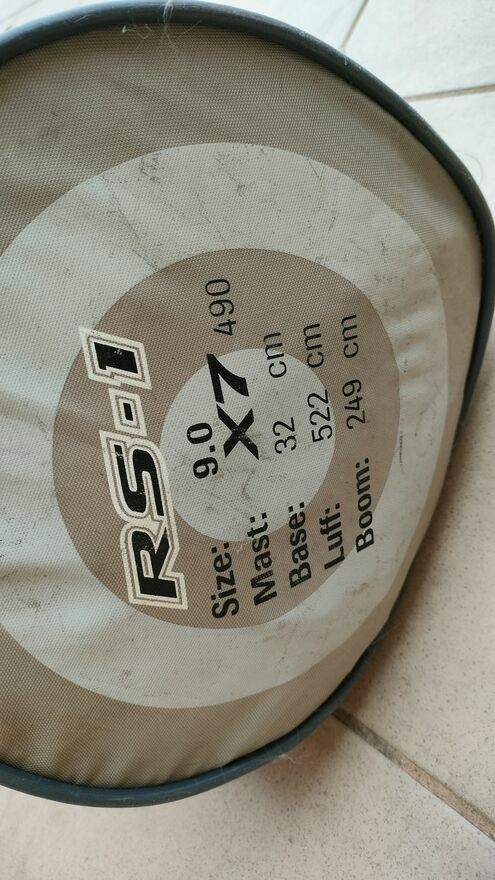 RS-1
Size: 9.0
Mast: X7 490
Base: 32 cm
Luff: 522 cm
Boom: 249 cm